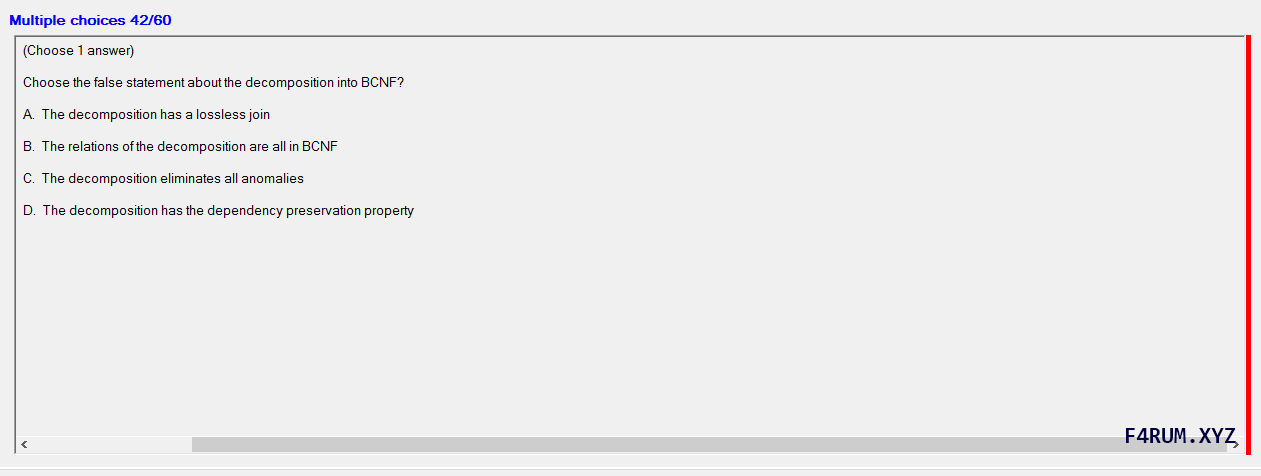 Multiple choices 42/60
(Choose 1 answer)
Choose the false statement about the decomposition into BCNF?
A. The decomposition has a lossless join
B. The relations of the decomposition are all in BCNF
C. The decomposition eliminates all anomalies
D. The decomposition has the dependency preservation property
F4RUM.XYZ